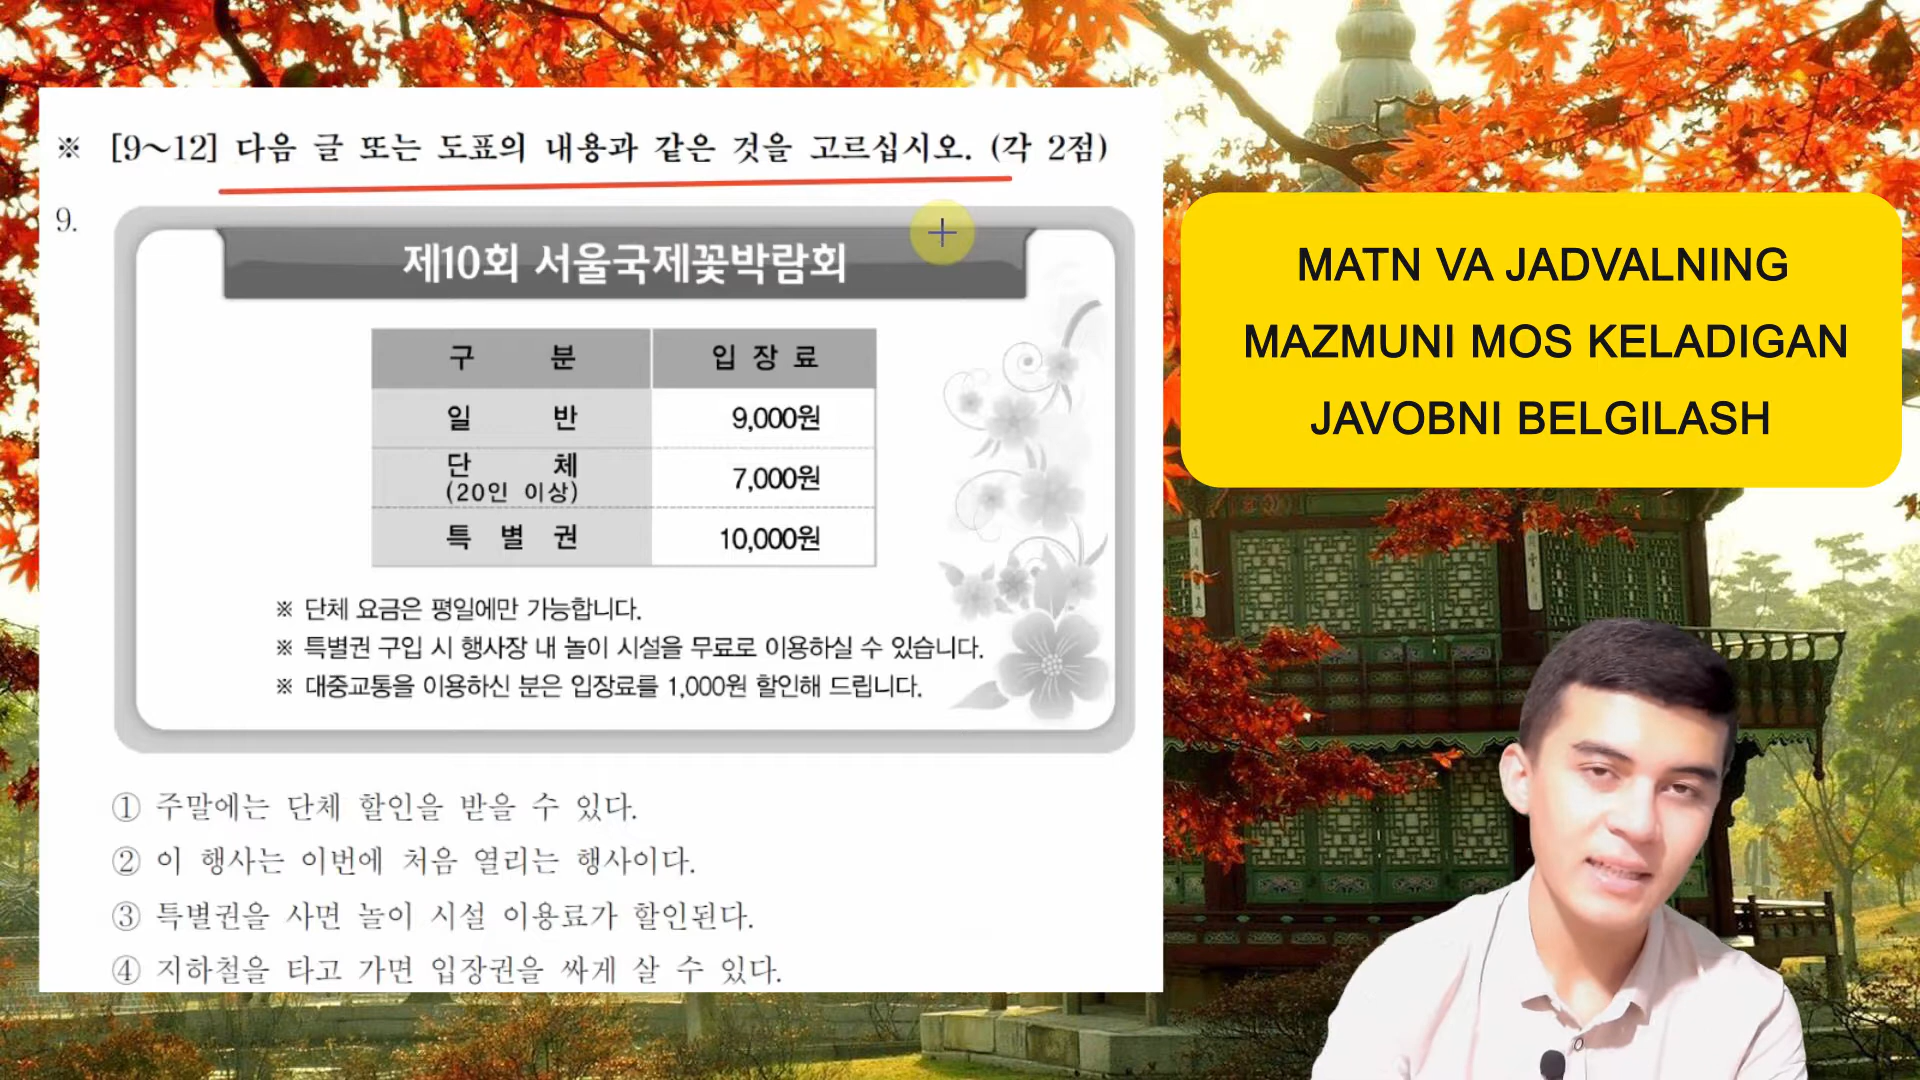 ※ [9～12] 다음 글 또는 도표의 내용과 같은 것을 고르십시오. (각 2점)
9.
제10회 서울국제꽃박람회
구 분 입 장 료
일 반 9,000원
단 체 7,000원
(20인 이상)
특 별 권 10,000원
※ 단체 요금은 평일에만 가능합니다.
※ 특별권 구입 시 행사장 내 놀이 시설을 무료로 이용하실 수 있습니다.
※ 대중교통을 이용하신 분은 입장료를 1,000원 할인해 드립니다.
① 주말에는 단체 할인을 받을 수 있다.
② 이 행사는 이번에 처음 열리는 행사이다.
③ 특별권을 사면 놀이 시설 이용료가 할인된다.
④ 지하철을 타고 가면 입장권을 싸게 살 수 있다.
MATN VA JADVALNING
MAZMUNI MOS KELADIGAN
JAVOBNI BELGILASH